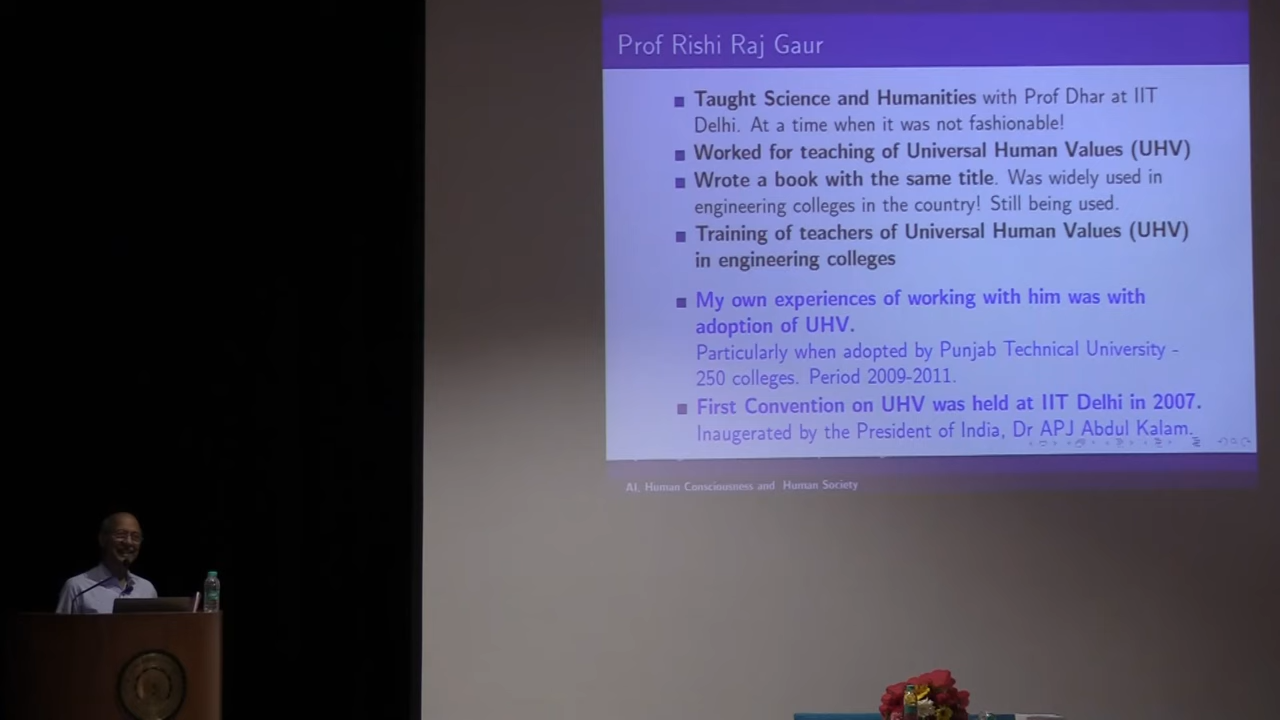 Prof Rishi Raj Gaur
Taught Science and Humanities with Prof Dhar at IIT
Delhi. At a time when it was not fashionable!
Worked for teaching of Universal Human Values (UHV)
Wrote a book with the same title. Was widely used in
engineering colleges in the country! Still being used.
Training of teachers of Universal Human Values (UHV)
in engineering colleges
My own experiences of working with him was with
adoption of UHV.
Particularly when adopted by Punjab Technical University -
250 colleges. Period 2009-2011.
First Convention on UHV was held at IIT Delhi in 2007.
Inaugerated by the President of India, Dr APJ Abdul Kalam.
AI, Human Consciousness and Human Society